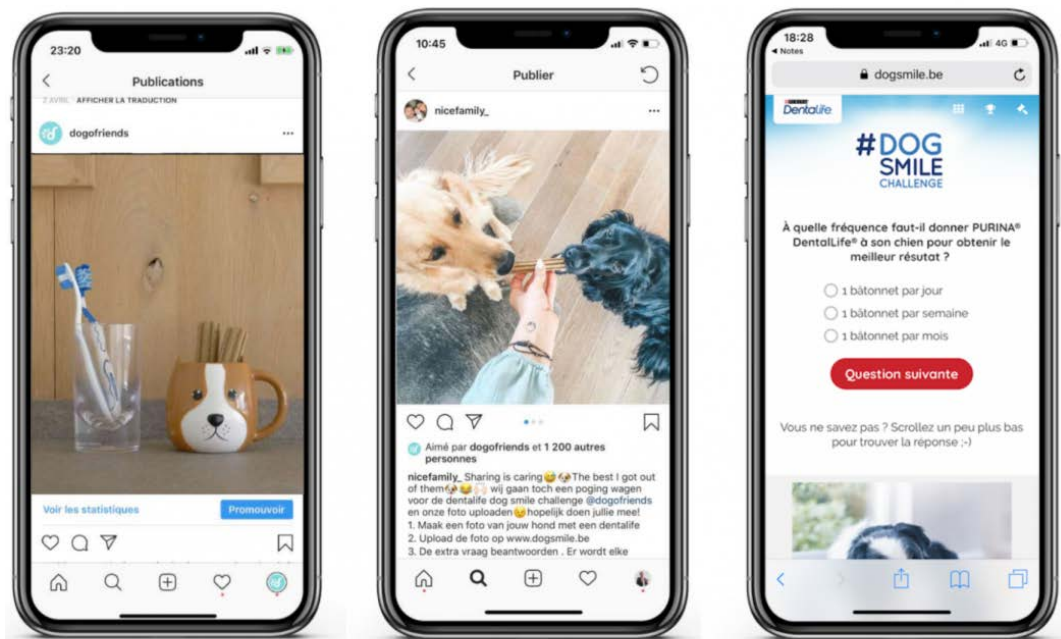 23:20
Publications
2 AVRIL AFFICHER LA TRADUCTION
dogofriends
Voir les statistiques
Promouvoir
10:45
Publier
nicefamily_
Aimé par dogofriends et 1 200 autres
personnes
nicefamily_ Sharing is caring😅🐶The best I got out
of them🐶😂🙌🏻 wij gaan toch een poging wagen
voor de dentalife dog smile challenge @dogofriends
en onze foto uploaden😉hopelijk doen jullie mee!
1. Maak een foto van jouw hond met een dentalife
2. Upload de foto op www.dogsmile.be
3. De extra vraag beantwoorden . Er wordt elke
18:28
4G
Notes
dogsmile.be
DentaLife
#DOG
SMILE
CHALLENGE
À quelle fréquence faut-il donner PURINA®
DentalLife® à son chien pour obtenir le
meilleur résutat ?
1 bâtonnet par jour
1 bâtonnet par semaine
1 bâtonnet par mois
Question suivante
Vous ne savez pas ? Scrollez un peu plus bas
pour trouver la réponse ;-)